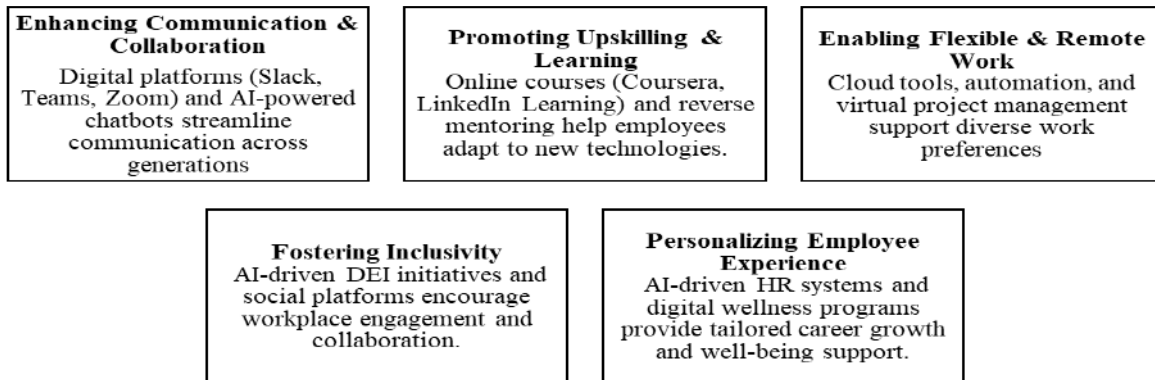 Enhancing Communication &
Collaboration
Digital platforms (Slack,
Teams, Zoom) and AI-powered
chatbots streamline
communication across
generations
Promoting Upskilling &
Learning
Online courses (Coursera,
LinkedIn Learning) and reverse
mentoring help employees
adapt to new technologies.
Enabling Flexible & Remote
Work
Cloud tools, automation, and
virtual project management
support diverse work
preferences
Fostering Inclusivity
AI-driven DEI initiatives and
social platforms encourage
workplace engagement and
collaboration.
Personalizing Employee
Experience
AI-driven HR systems and
digital wellness programs
provide tailored career growth
and well-being support.